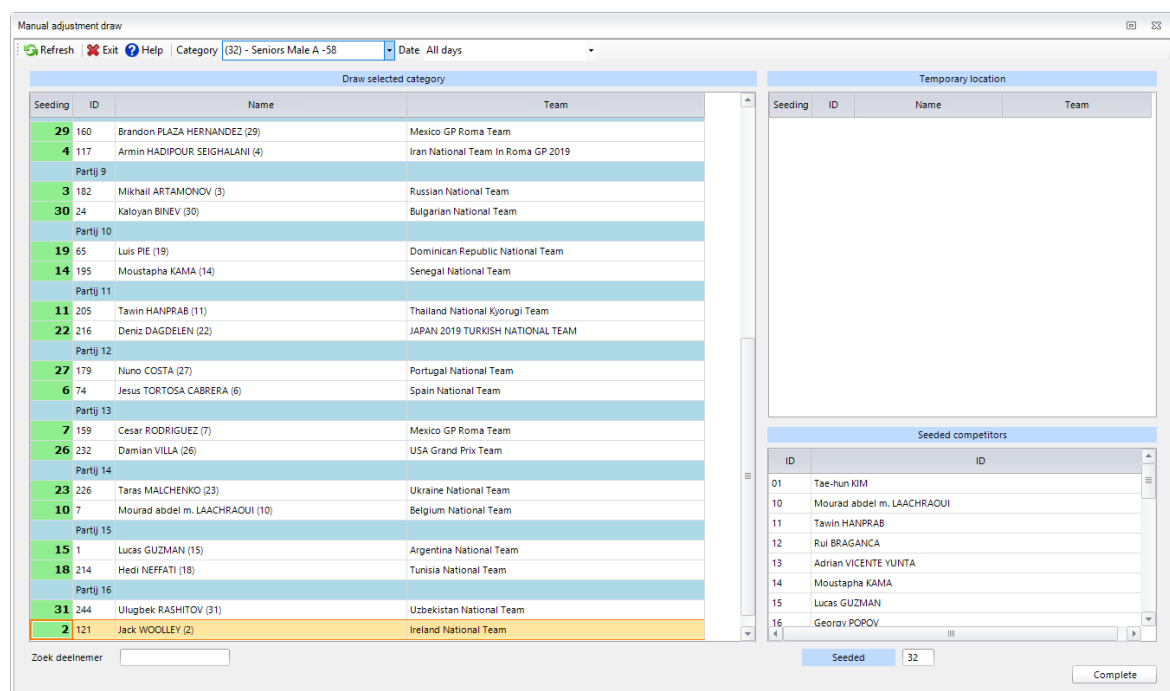 Manual adjustment draw
Refresh Exit Help Category (32) - Seniors Male A -58 Date All days
Draw selected category
Seeding ID Name Team
29 160 Brandon PLAZA HERNANDEZ (29) Mexico GP Roma Team
4 117 Armin HADIPOUR SEIGHALANI (4) Iran National Team In Roma GP 2019
Partij 9
3 182 Mikhail ARTAMONOV (3) Russian National Team
30 24 Kaloyan BINEV (30) Bulgarian National Team
Partij 10
19 65 Luis PIE (19) Dominican Republic National Team
14 195 Moustapha KAMA (14) Senegal National Team
Partij 11
11 205 Tawin HANPRAB (11) Thailand National Kyorugi Team
22 216 Deniz DAGDELEN (22) JAPAN 2019 TURKISH NATIONAL TEAM
Partij 12
27 179 Nuno COSTA (27) Portugal National Team
6 74 Jesus TORTOSA CABRERA (6) Spain National Team
Partij 13
7 159 Cesar RODRIGUEZ (7) Mexico GP Roma Team
26 232 Damian VILLA (26) USA Grand Prix Team
Partij 14
23 226 Taras MALCHENKO (23) Ukraine National Team
10 7 Mourad abdel m. LAACHRAOUI (10) Belgium National Team
Partij 15
15 1 Lucas GUZMAN (15) Argentina National Team
18 214 Hedi NEFFATI (18) Tunisia National Team
Partij 16
31 244 Ulugbek RASHITOV (31) Uzbekistan National Team
2 121 Jack WOOLLEY (2) Ireland National Team
Zoek deelnemer
Temporary location
Seeding ID Name Team
Seeded competitors
ID ID
01 Tae-hun KIM
10 Mourad abdel m. LAACHRAOUI
11 Tawin HANPRAB
12 Rui BRAGANCA
13 Adrian VICENTE YUNTA
14 Moustapha KAMA
15 Lucas GUZMAN
16 Georgy POPOV
Seeded 32
Complete